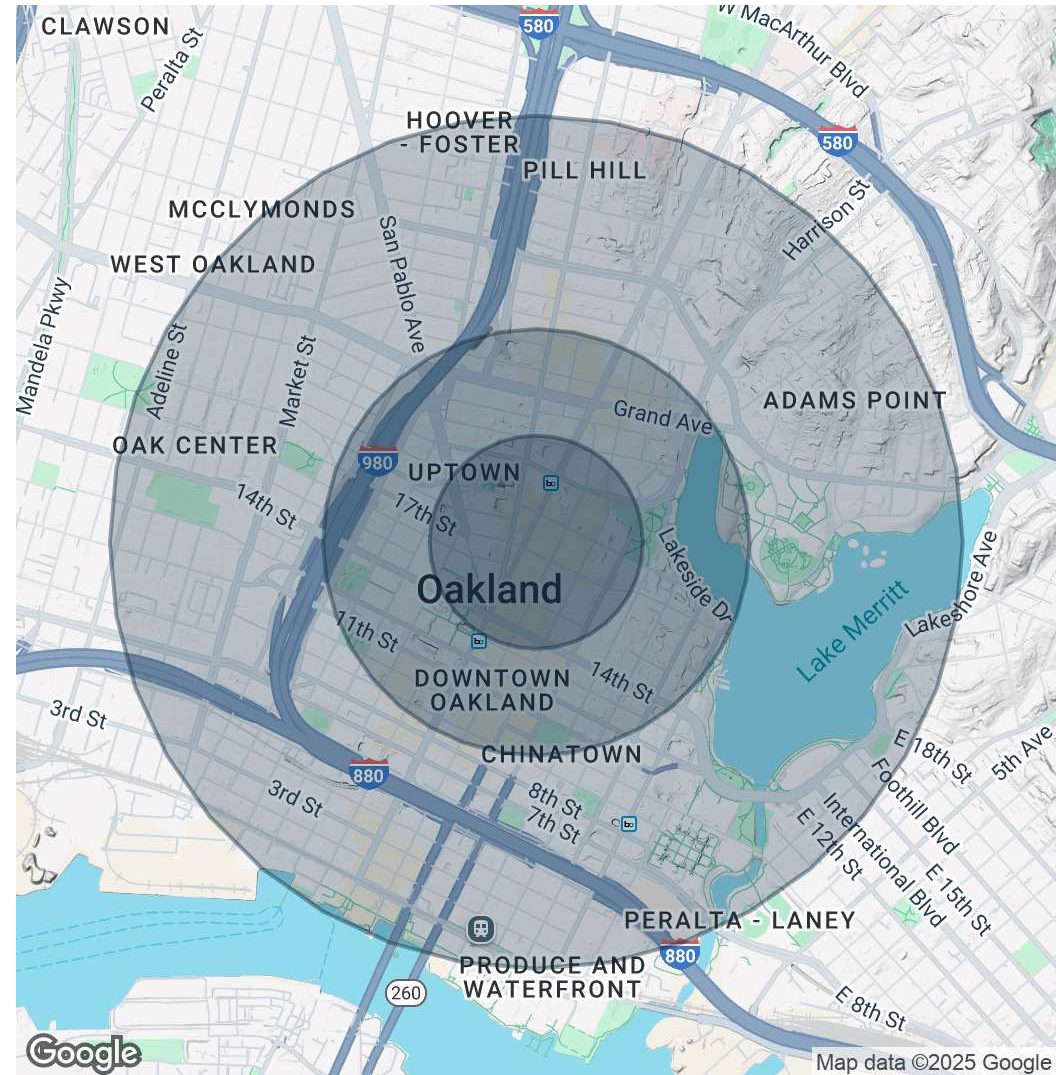 CLAWSON
Peralta St
580
W MacArthur Blvd
HOOVER
- FOSTER
580
PILL HILL
MCCLYMONDS
San Pablo Ave
Harrison St
WEST OAKLAND
Mandela Pkwy
Adeline St
Market St
ADAMS POINT
Grand Ave
OAK CENTER
980
UPTOWN
14th St
17th St
Lakeside Dr
Oakland
Lake Merritt
Lakeshore Ave
11th St
14th St
DOWNTOWN
OAKLAND
3rd St
CHINATOWN
E 18th St
5th Ave
880
Foothill Blvd
3rd St
8th St
7th St
International Blvd
E 12th St
E 15th St
PERALTA - LANEY
880
PRODUCE AND
WATERFRONT
260
E 8th St
Google
Map data ©2025 Google